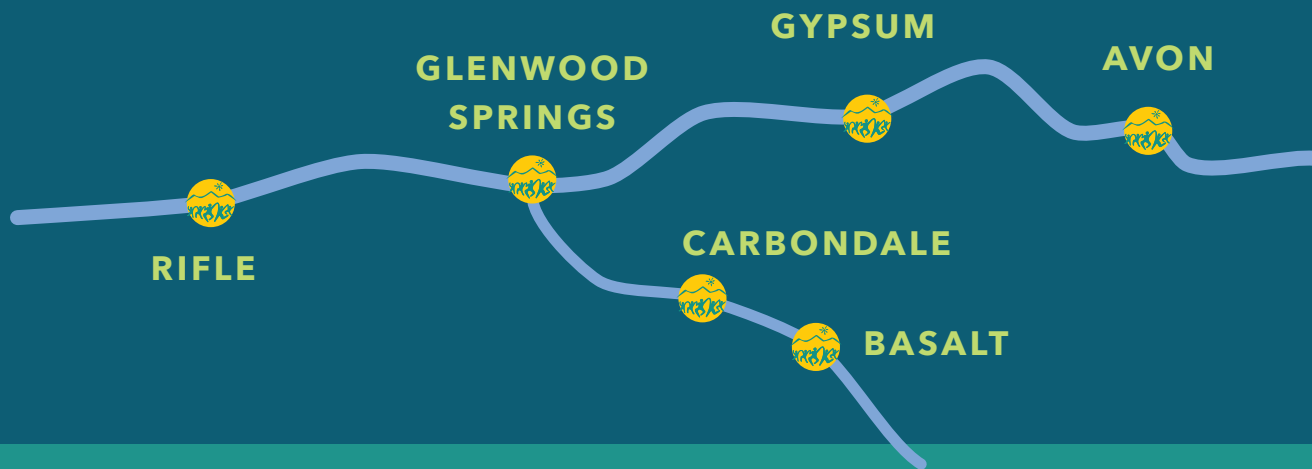 GYPSUM
AVON
GLENWOOD
SPRINGS
CARBONDALE
RIFLE
BASALT